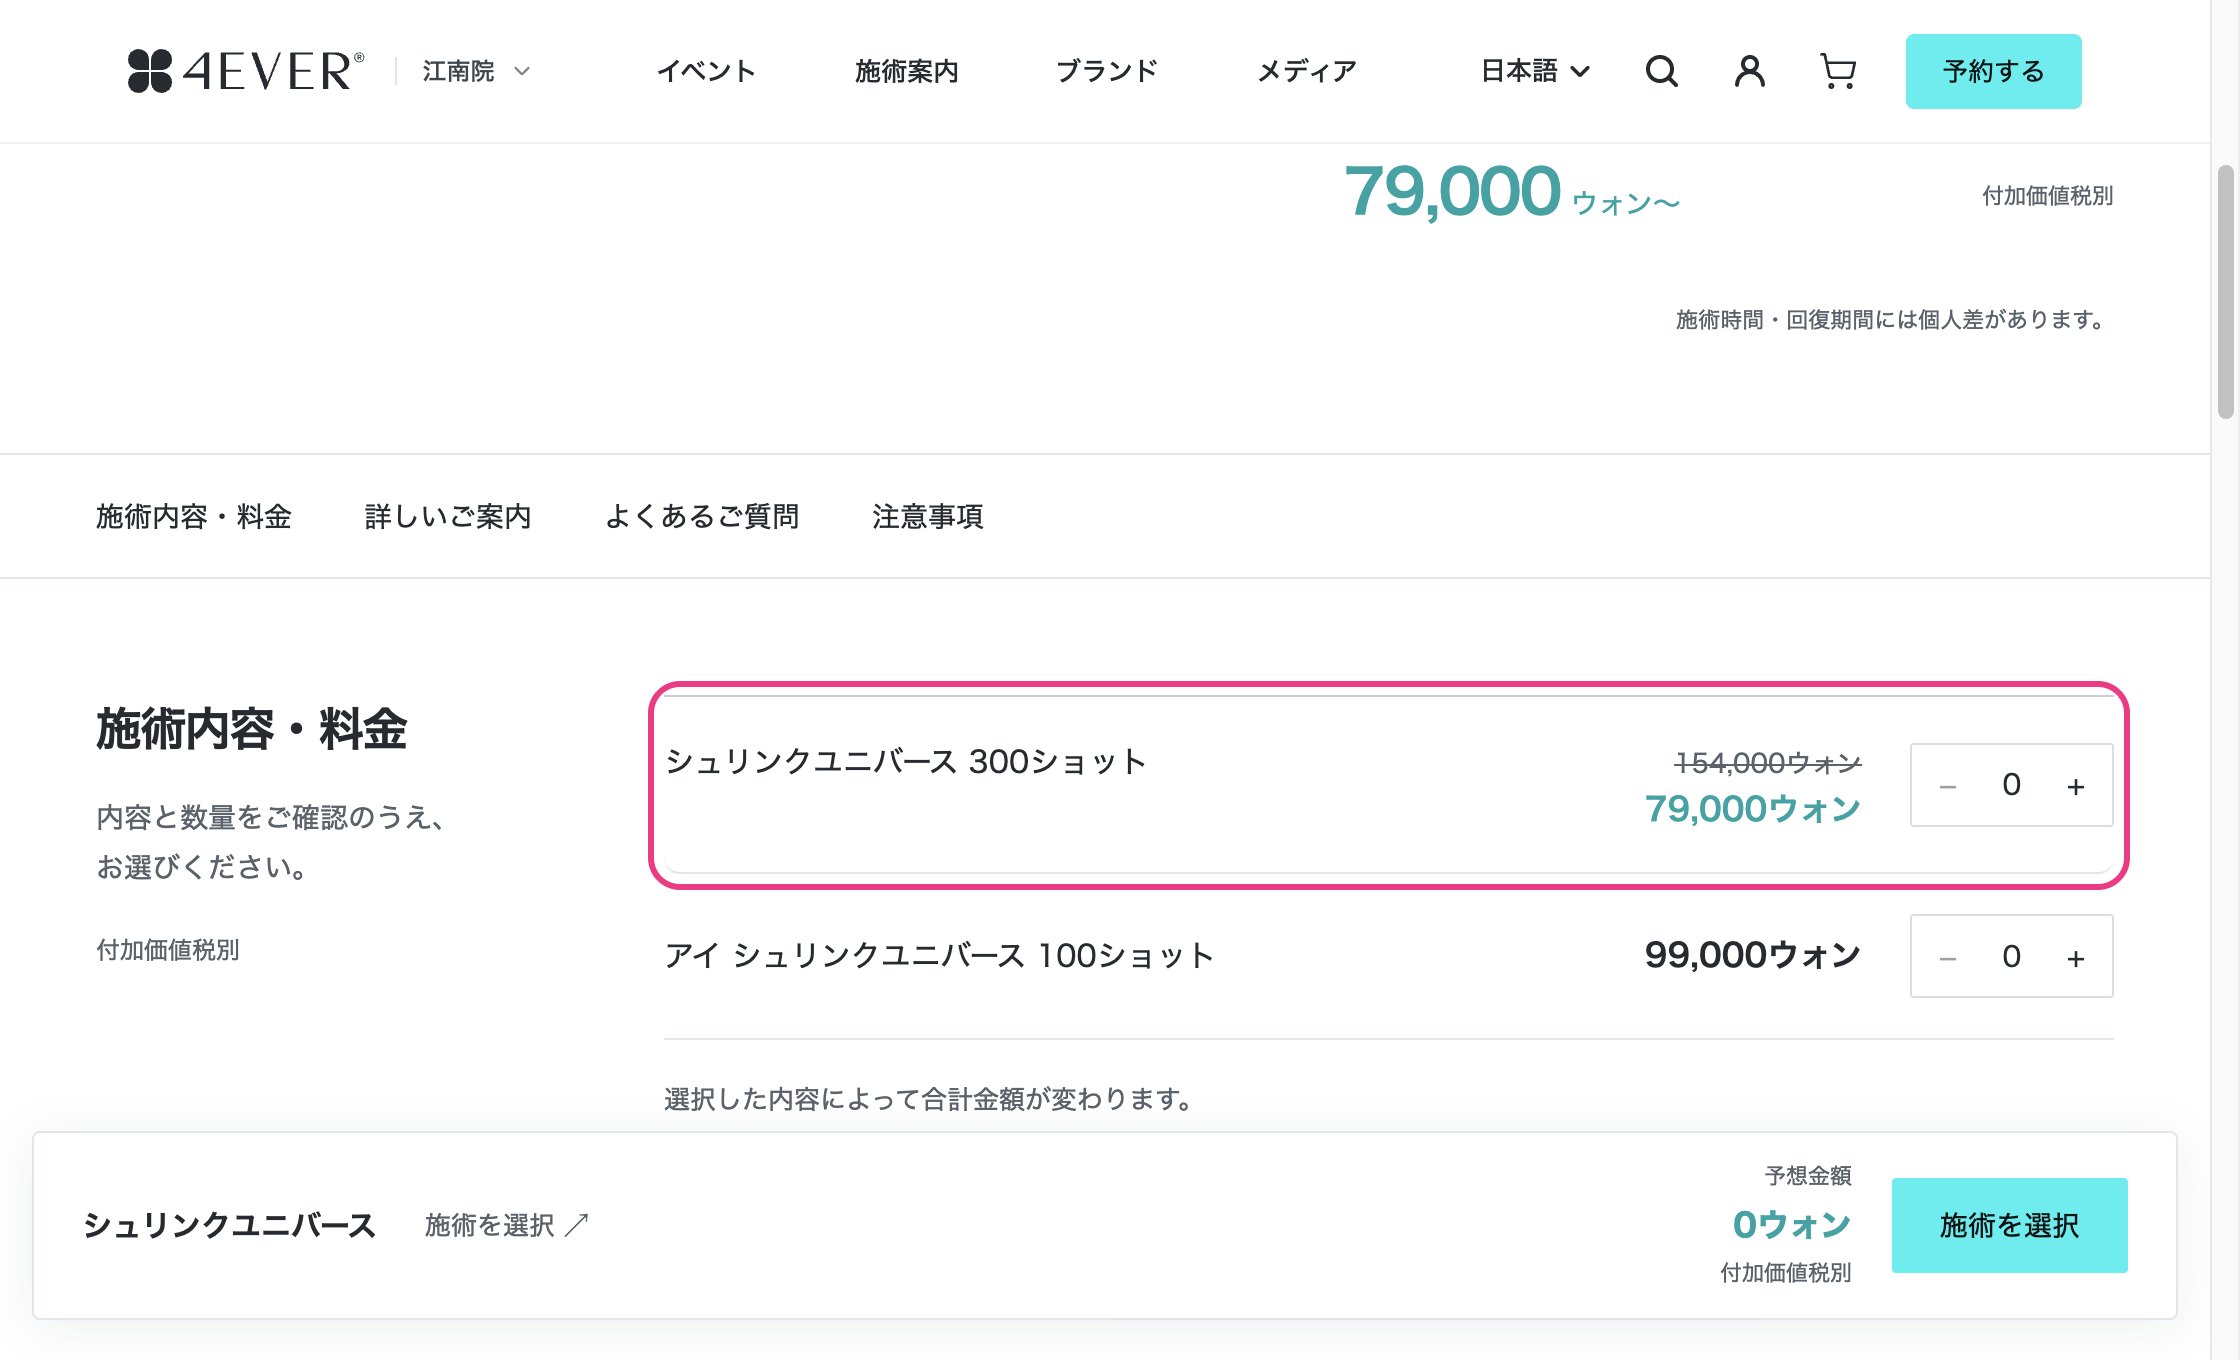 4EVER®
江南院
イベント
施術案内
ブランド
メディア
日本語
予約する
79,000 ウォン〜
付加価値税別
施術時間・回復期間には個人差があります。
施術内容・料金
詳しいご案内
よくあるご質問
注意事項
施術内容・料金
内容と数量をご確認のうえ、
お選びください。
付加価値税別
シュリンクユニバース 300ショット
154,000ウォン
79,000ウォン
− 0 +
アイ シュリンクユニバース 100ショット
99,000ウォン
− 0 +
選択した内容によって合計金額が変わります。
シュリンクユニバース
施術を選択 ↗
予想金額
0ウォン
付加価値税別
施術を選択